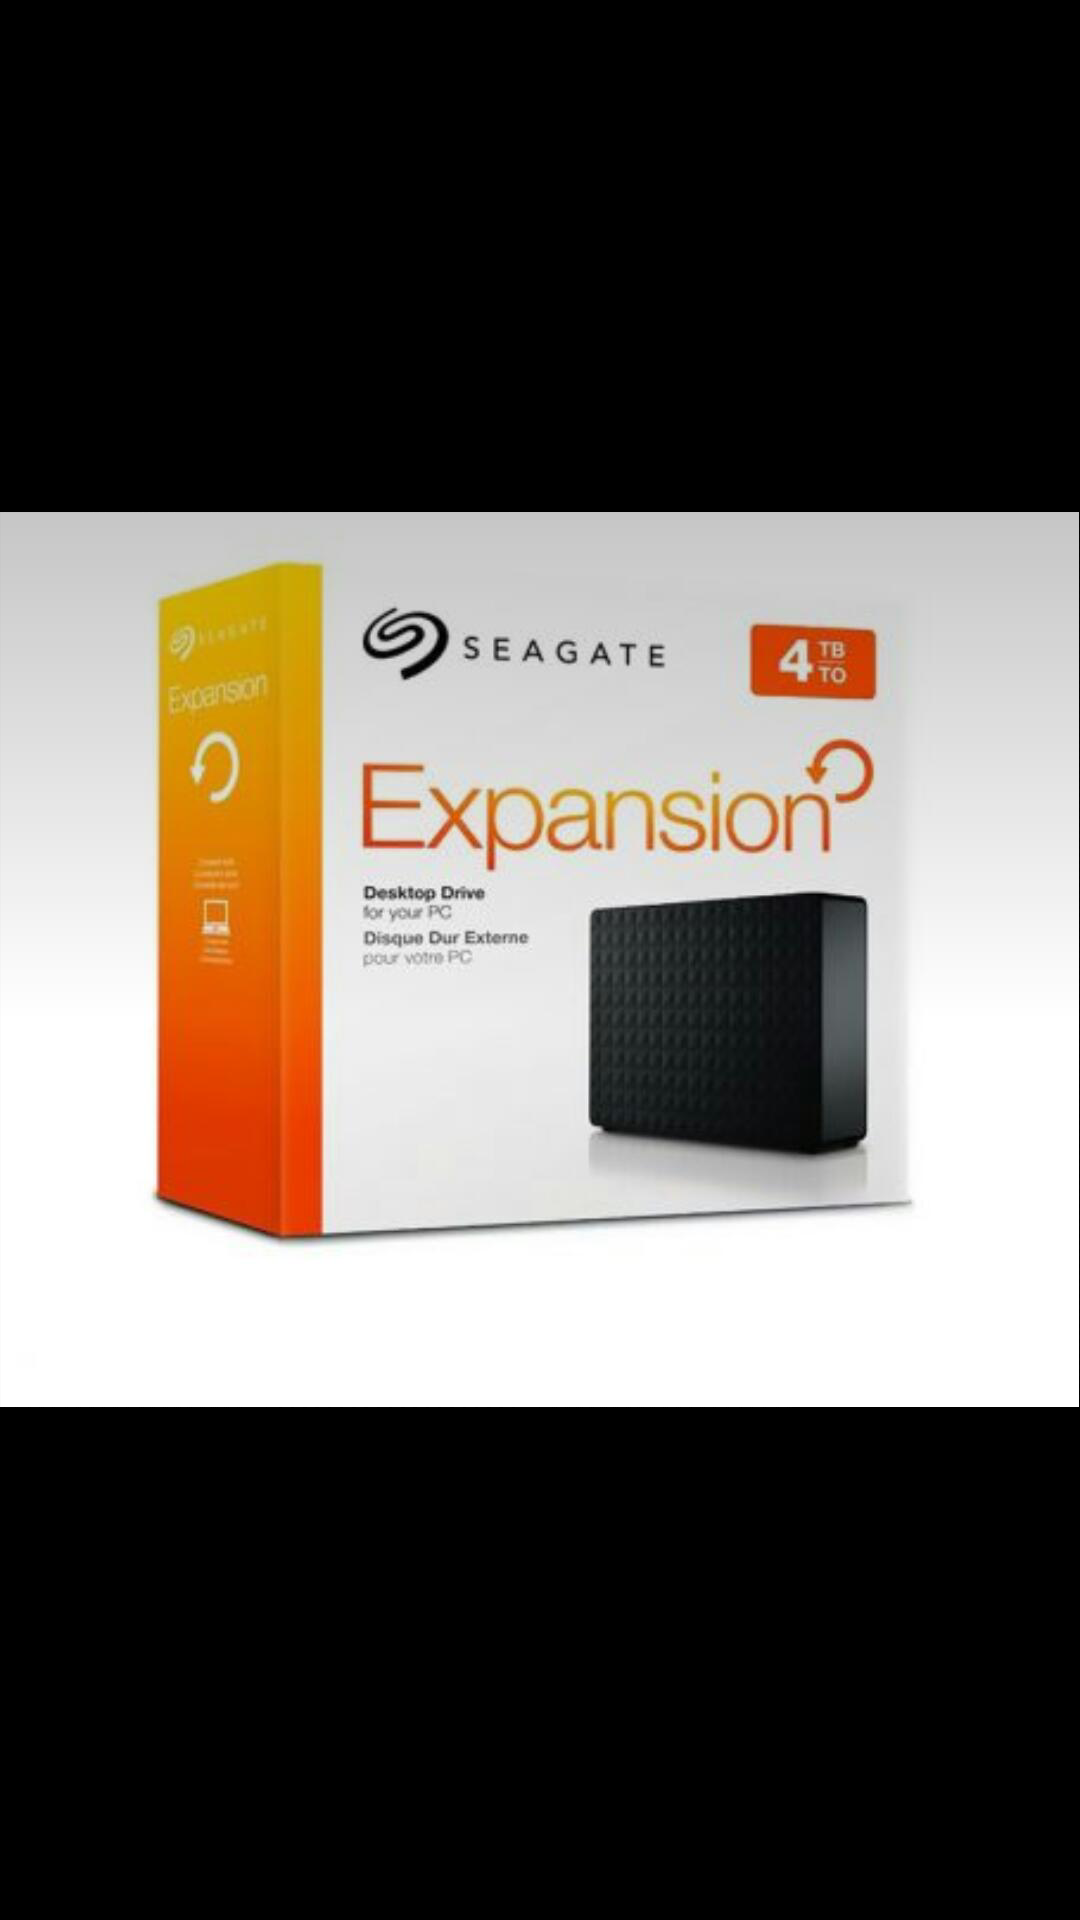 SEAGATE
Expansion
SEAGATE
4 TB
TO
Expansion
Desktop Drive
for your PC
Disque Dur Externe
pour votre PC